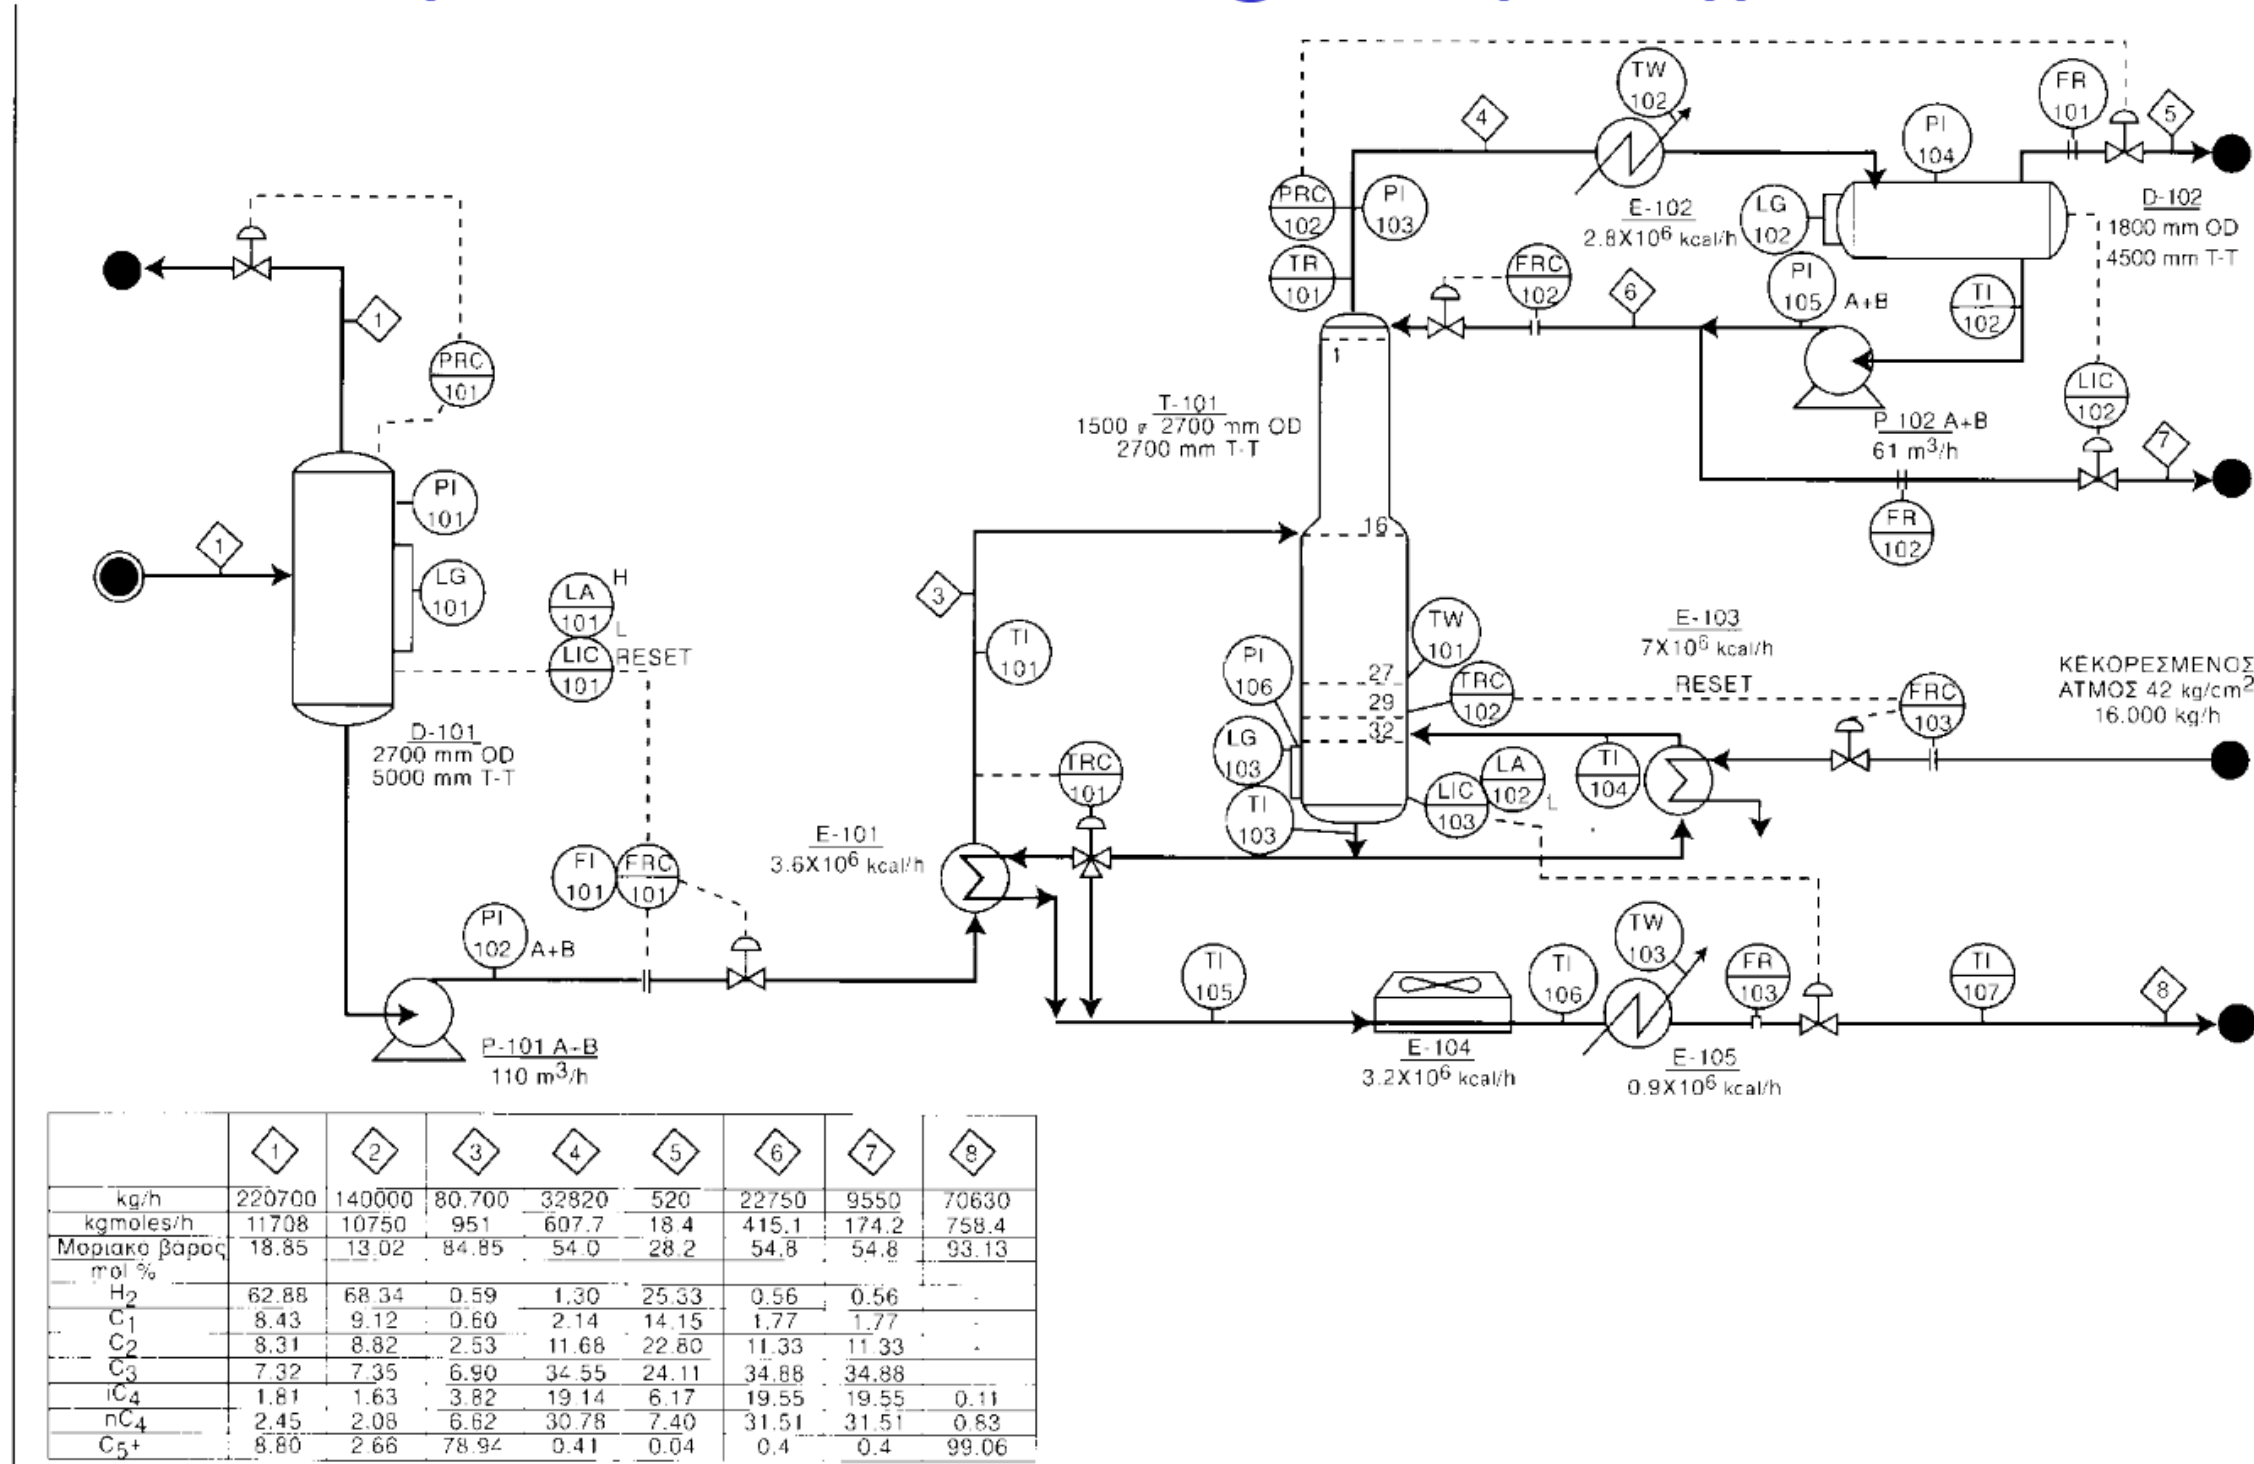 TW
102
FR
101
5
4
PI
104
PRC
102
PI
103
E-102
2.8X10⁶ kcal/h
LG
102
D-102
1800 mm OD
4500 mm T-T
TR
101
FRC
102
6
PI
105
A+B
TI
102
1
PRC
101
1
LIC
102
T-101
1500 ø 2700 mm OD
2700 mm T-T
P 102 A+B
61 m³/h
7
FR
102
PI
101
16
1
LG
101
LA
101
H
L
LIC
101
RESET
3
TI
101
TW
101
E-103
7X10⁶ kcal/h
PI
106
27
TRC
102
RESET
FRC
103
ΚΕΚΟΡΕΣΜΕΝΟΣ
ΑΤΜΟΣ 42 kg/cm²
16.000 kg/h
29
32
D-101
2700 mm OD
5000 mm T-T
LG
103
TRC
101
TI
103
LIC
103
LA
102
L
TI
104
E-101
3.6X10⁶ kcal/h
FI
101
FRC
101
PI
102
A+B
TI
105
TI
106
TW
103
FR
103
TI
107
8
P-101 A+B
110 m³/h
E-104
3.2X10⁶ kcal/h
E-105
0.9X10⁶ kcal/h
1 2 3 4 5 6 7 8
kg/h 220700 140000 80.700 32820 520 22750 9550 70630
kgmoles/h 11708 10750 951 607.7 18.4 415.1 174.2 758.4
Μοριακο βάρος 18.85 13.02 84.85 54.0 28.2 54.8 54.8 93.13
mol %
H₂ 62.88 68.34 0.59 1.30 25.33 0.56 0.56 -
C₁ 8.43 9.12 0.60 2.14 14.15 1.77 1.77 -
C₂ 8.31 8.82 2.53 11.68 22.80 11.33 11.33 -
C₃ 7.32 7.35 6.90 34.55 24.11 34.88 34.88
iC₄ 1.81 1.63 3.82 19.14 6.17 19.55 19.55 0.11
nC₄ 2.45 2.08 6.62 30.78 7.40 31.51 31.51 0.83
C₅+ 8.80 2.66 78.94 0.41 0.04 0.4 0.4 99.06